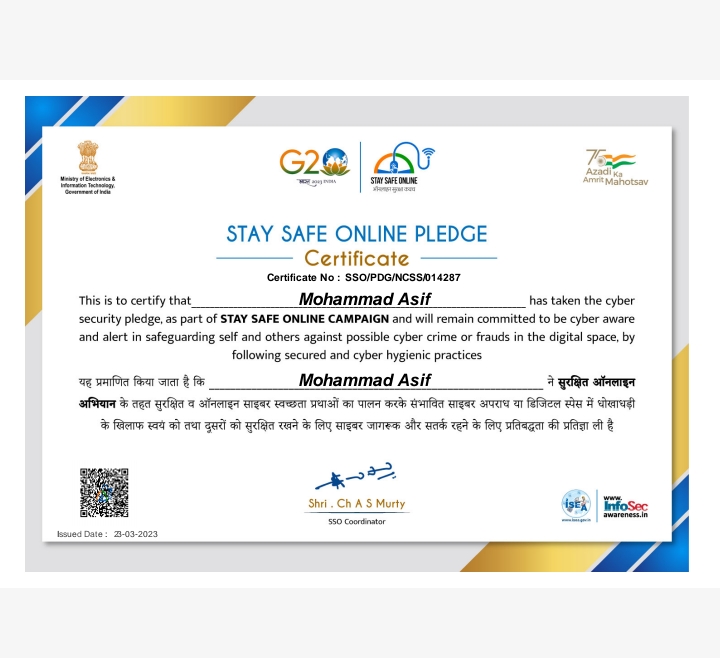 Ministry of Electronics &
Information Technology,
Government of India
G20
भारत 2023 INDIA
STAY SAFE ONLINE
ऑनलाइन सुरक्षा कवच
75
Azadi Ka
Amrit Mahotsav
STAY SAFE ONLINE PLEDGE
Certificate
Certificate No : SSO/PDG/NCSS/014287
This is to certify that Mohammad Asif has taken the cyber
security pledge, as part of STAY SAFE ONLINE CAMPAIGN and will remain committed to be cyber aware
and alert in safeguarding self and others against possible cyber crime or frauds in the digital space, by
following secured and cyber hygienic practices
यह प्रमाणित किया जाता है कि Mohammad Asif ने सुरक्षित ऑनलाइन
अभियान के तहत सुरक्षित व ऑनलाइन साइबर स्वच्छता प्रथाओं का पालन करके संभावित साइबर अपराध या डिजिटल स्पेस में धोखाधड़ी
के खिलाफ स्वयं को तथा दुसरों को सुरक्षित रखने के लिए साइबर जागरूक और सतर्क रहने के लिए प्रतिबद्धता की प्रतिज्ञा ली है
Shri . Ch A S Murty
SSO Coordinator
ISEA
www.isea.gov.in
www.
InfoSec
awareness.in
Issued Date : 23-03-2023